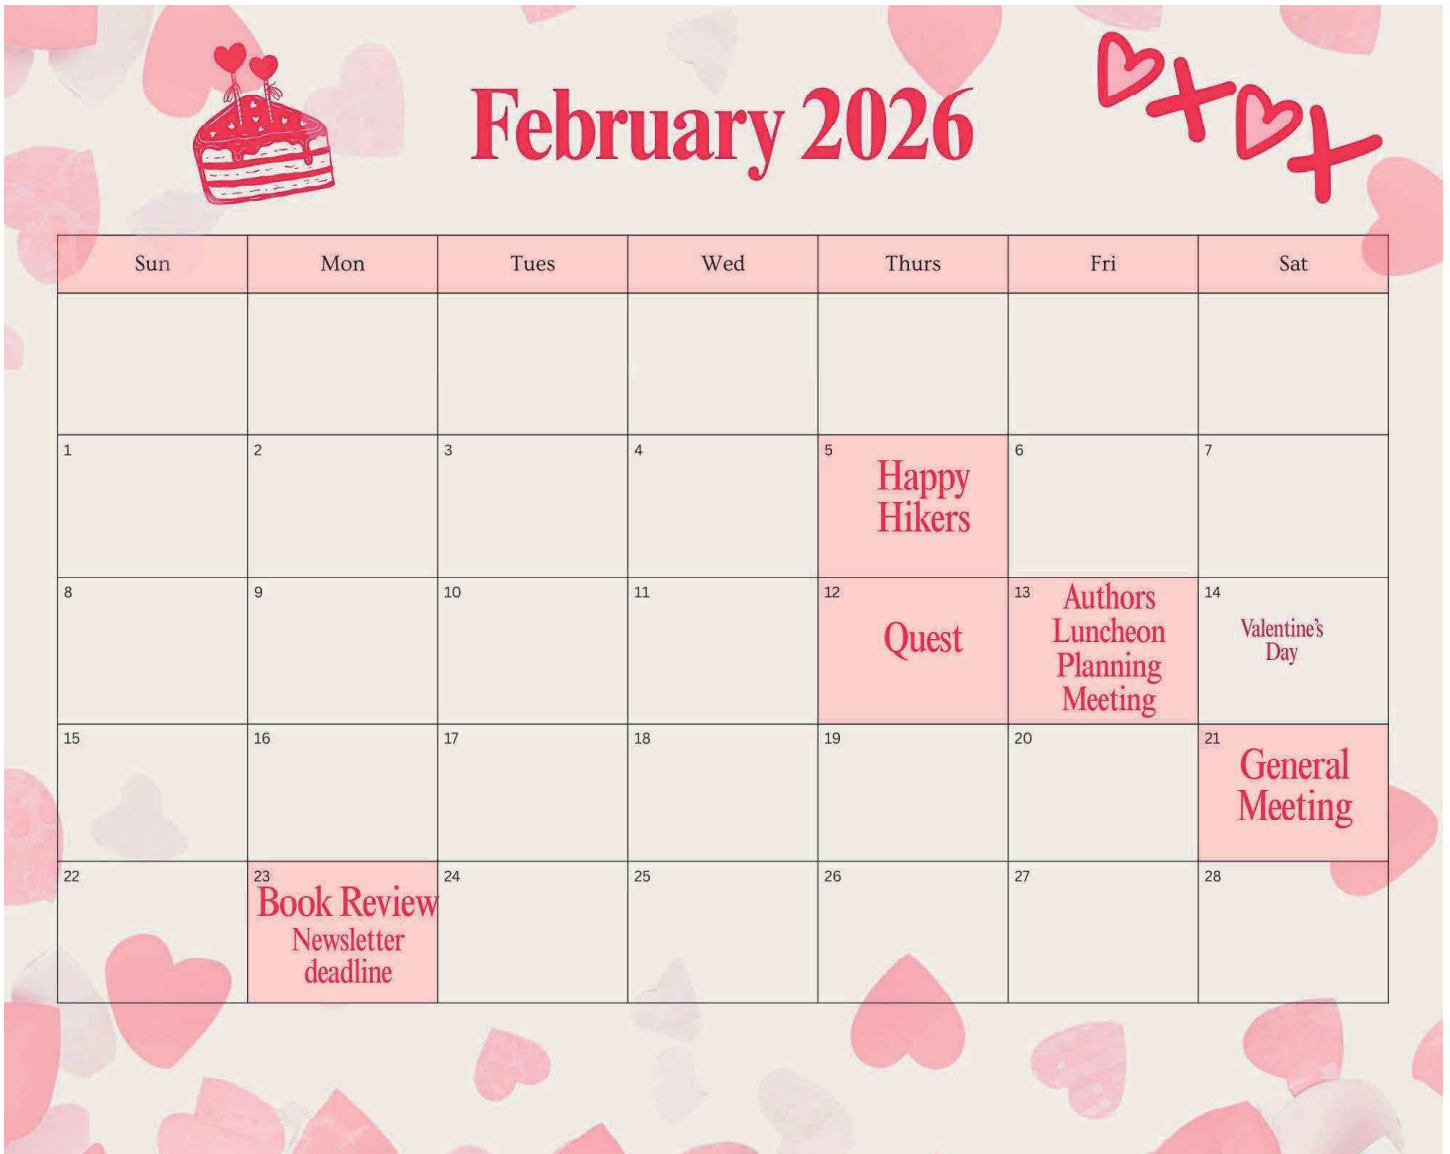 February 2026
Sun Mon Tues Wed Thurs Fri Sat
1 2 3 4 5 6 7
Happy
Hikers
8 9 10 11 12 13 14
Quest
Authors
Luncheon
Planning
Meeting
Valentine's
Day
15 16 17 18 19 20 21
General
Meeting
22 23 24 25 26 27 28
Book Review
Newsletter
deadline